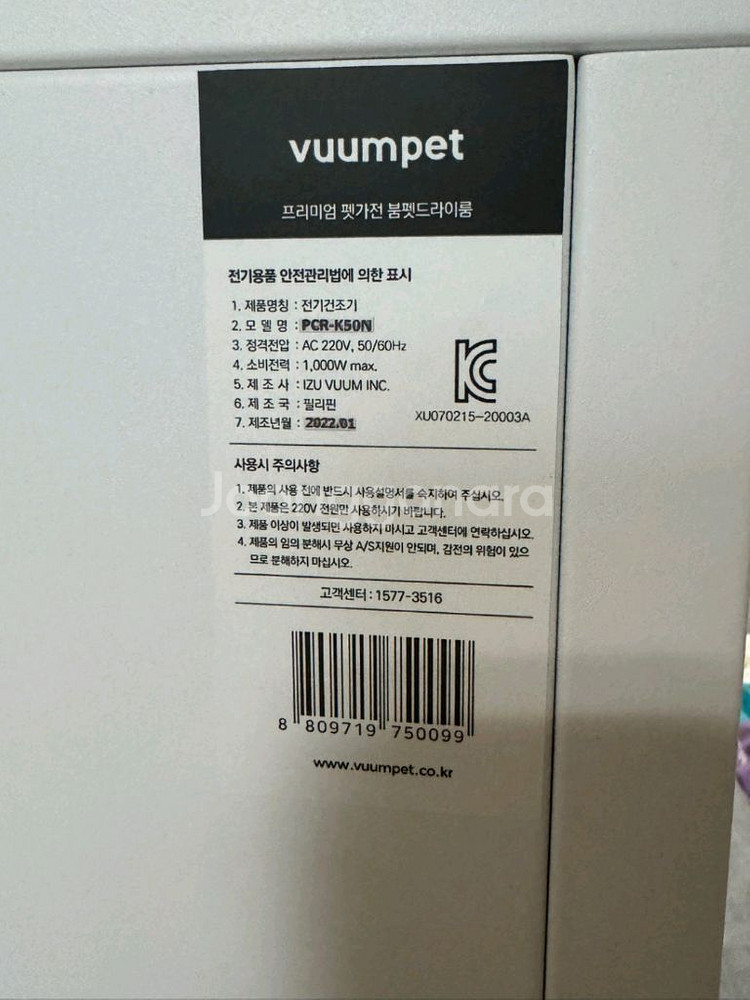 vuumpet
프리미엄 펫가전 붐펫드라이룸
전기용품 안전관리법에 의한 표시
1. 제품명칭 : 전기건조기
2. 모 델 명 : PCR-K50N
3. 정격전압 : AC 220V, 50/60Hz
4. 소비전력 : 1,000W max.
5. 제 조 사 : IZU VUUM INC.
6. 제 조 국 : 필리핀
7. 제조년월 : 2022.01
XU070215-20003A
사용시 주의사항
1. 제품의 사용 전에 반드시 사용설명서를 숙지하여 주십시오.
2. 본 제품은 220V 전원만 사용하시기 바랍니다.
3. 제품 이상이 발생되면 사용하지 마시고 고객센터에 연락하십시오.
4. 제품의 임의 분해시 무상 A/S지원이 안되며, 감전의 위험이 있으
므로 분해하지 마십시오.
고객센터 : 1577-3516
8 809719 750099
www.vuumpet.co.kr